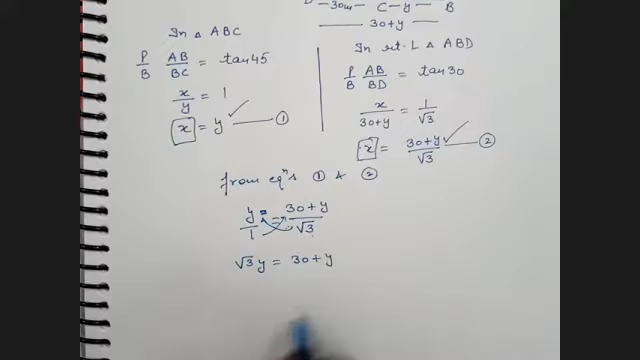 D — 30m — C — y — B
30+y
In △ ABC
P/B AB/BC = tan45
x/y = 1
x = y — ①
In rt. L △ ABD
P/B AB/BD = tan30
x/30+y = 1/√3
x = 30+y/√3 — ②
from eqⁿs ① & ②
y/1 = 30+y/√3
√3y = 30+y